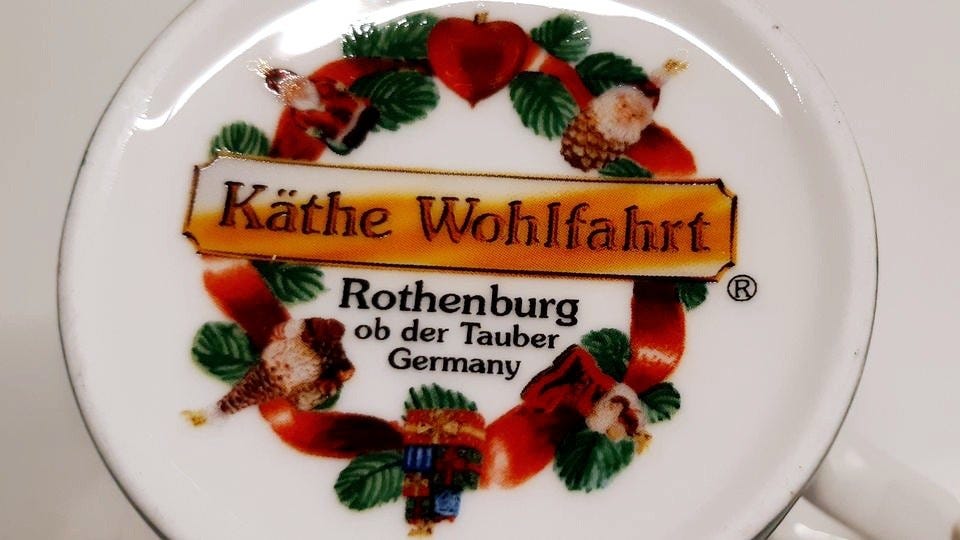 Käthe Wohlfahrt
®
Rothenburg
ob der Tauber
Germany